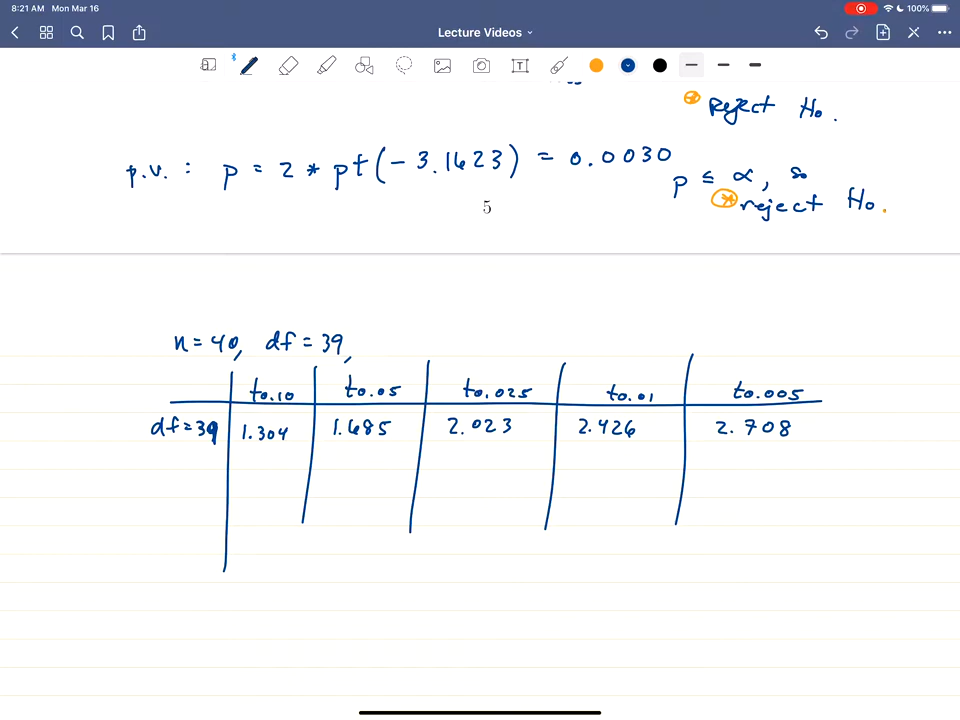 8:21 AM Mon Mar 16
100%
Lecture Videos
Reject Ho.
p.v. : p = 2 * pt(-3.1623) = 0.0030
p ≤ α, so
reject Ho.
5
n = 40, df = 39,
t0.10 t0.05 t0.025 t0.01 t0.005
df=39 1.304 1.685 2.023 2.426 2.708